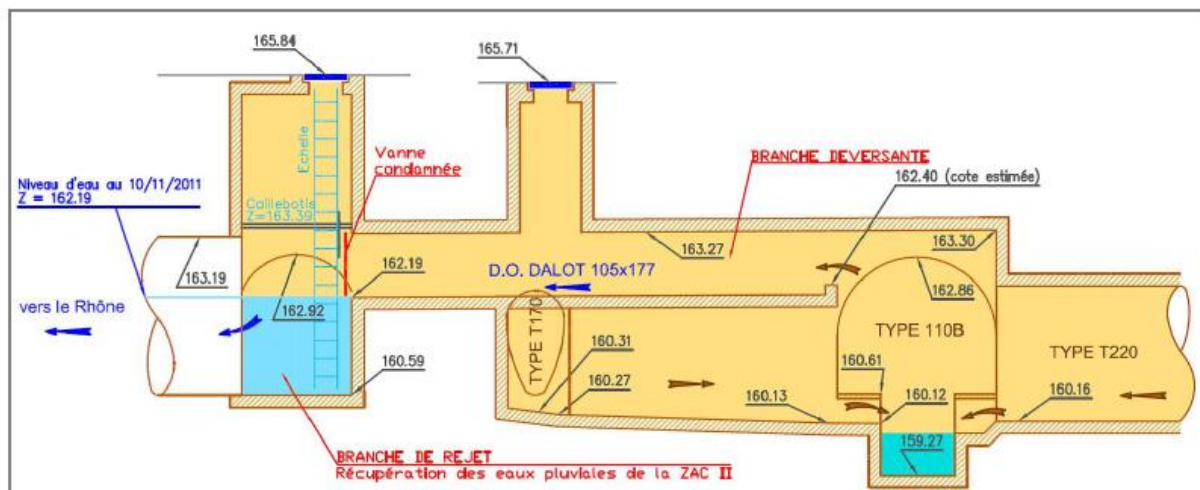 165.84
165.71
Echelle
Vanne
condamnée
BRANCHE DEVERSANTE
162.40 (cote estimée)
Niveau d'eau au 10/11/2011
Z = 162.19
Caillebotis
Z=163.39
163.19
162.19
D.O. DALOT 105x177
163.27
163.30
vers le Rhône
162.92
162.86
TYPE T170
TYPE 110B
TYPE T220
160.59
160.31
160.27
160.61
160.13
160.12
160.16
159.27
BRANCHE DE REJET
Récupération des eaux pluviales de la ZAC II